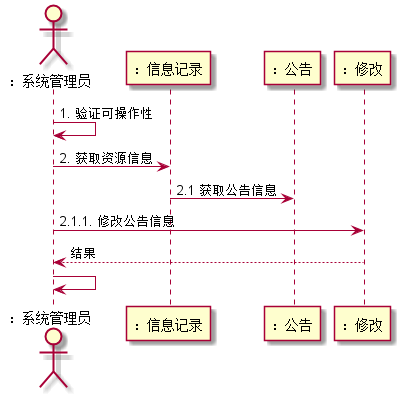 : 系统管理员
: 信息记录
: 公告
: 修改
1. 验证可操作性
2. 获取资源信息
2.1 获取公告信息
2.1.1. 修改公告信息
结果
: 系统管理员
: 信息记录
: 公告
: 修改